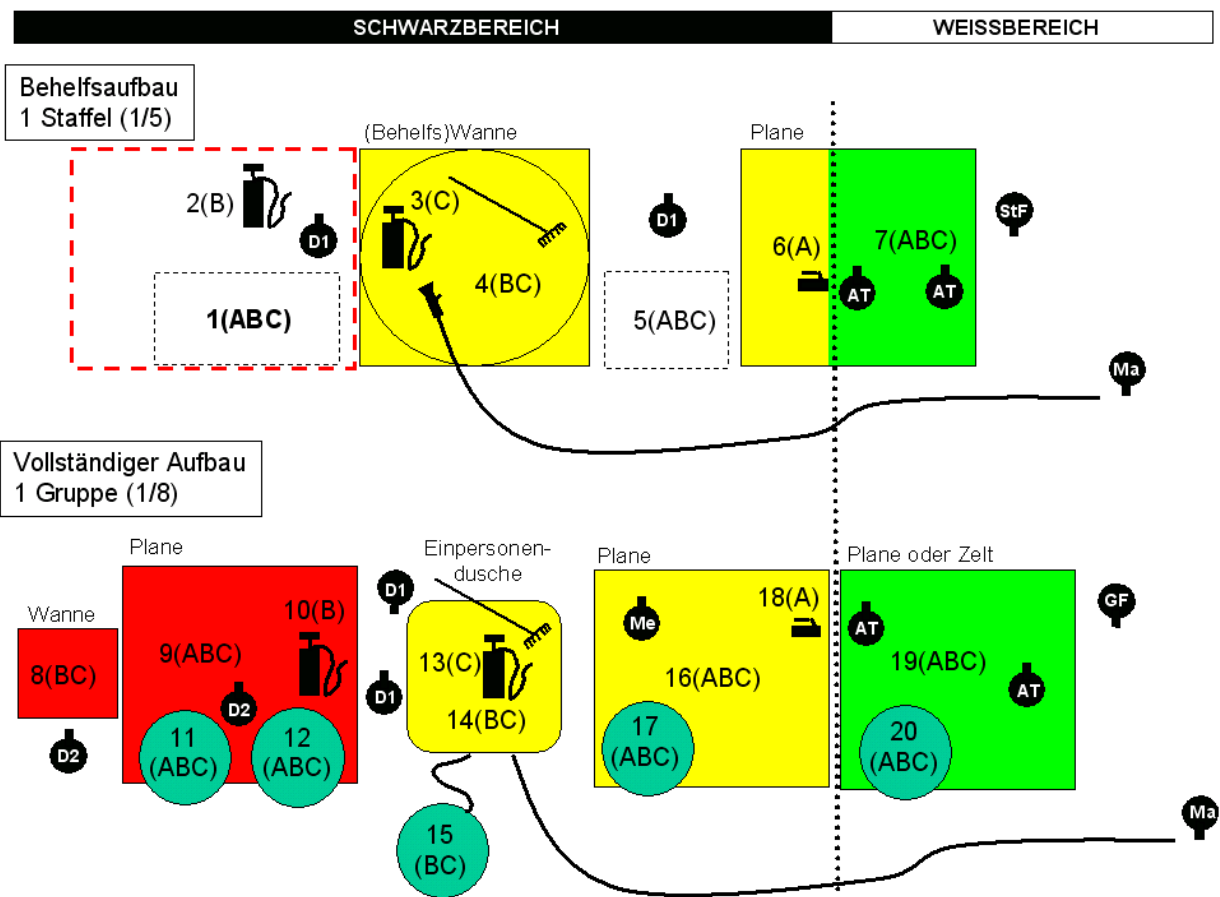 SCHWARZBEREICH
WEISSBEREICH
Behelfsaufbau
1 Staffel (1/5)
(Behelfs)Wanne
Plane
2(B)
D1
1(ABC)
3(C)
4(BC)
D1
5(ABC)
6(A)
7(ABC)
AT
AT
StF
Ma
Vollständiger Aufbau
1 Gruppe (1/8)
Wanne
8(BC)
D2
Plane
10(B)
9(ABC)
D2
11
(ABC)
12
(ABC)
D1
D1
Einpersonen-
dusche
13(C)
14(BC)
15
(BC)
Plane
Me
18(A)
16(ABC)
17
(ABC)
Plane oder Zelt
AT
19(ABC)
AT
20
(ABC)
GF
Ma